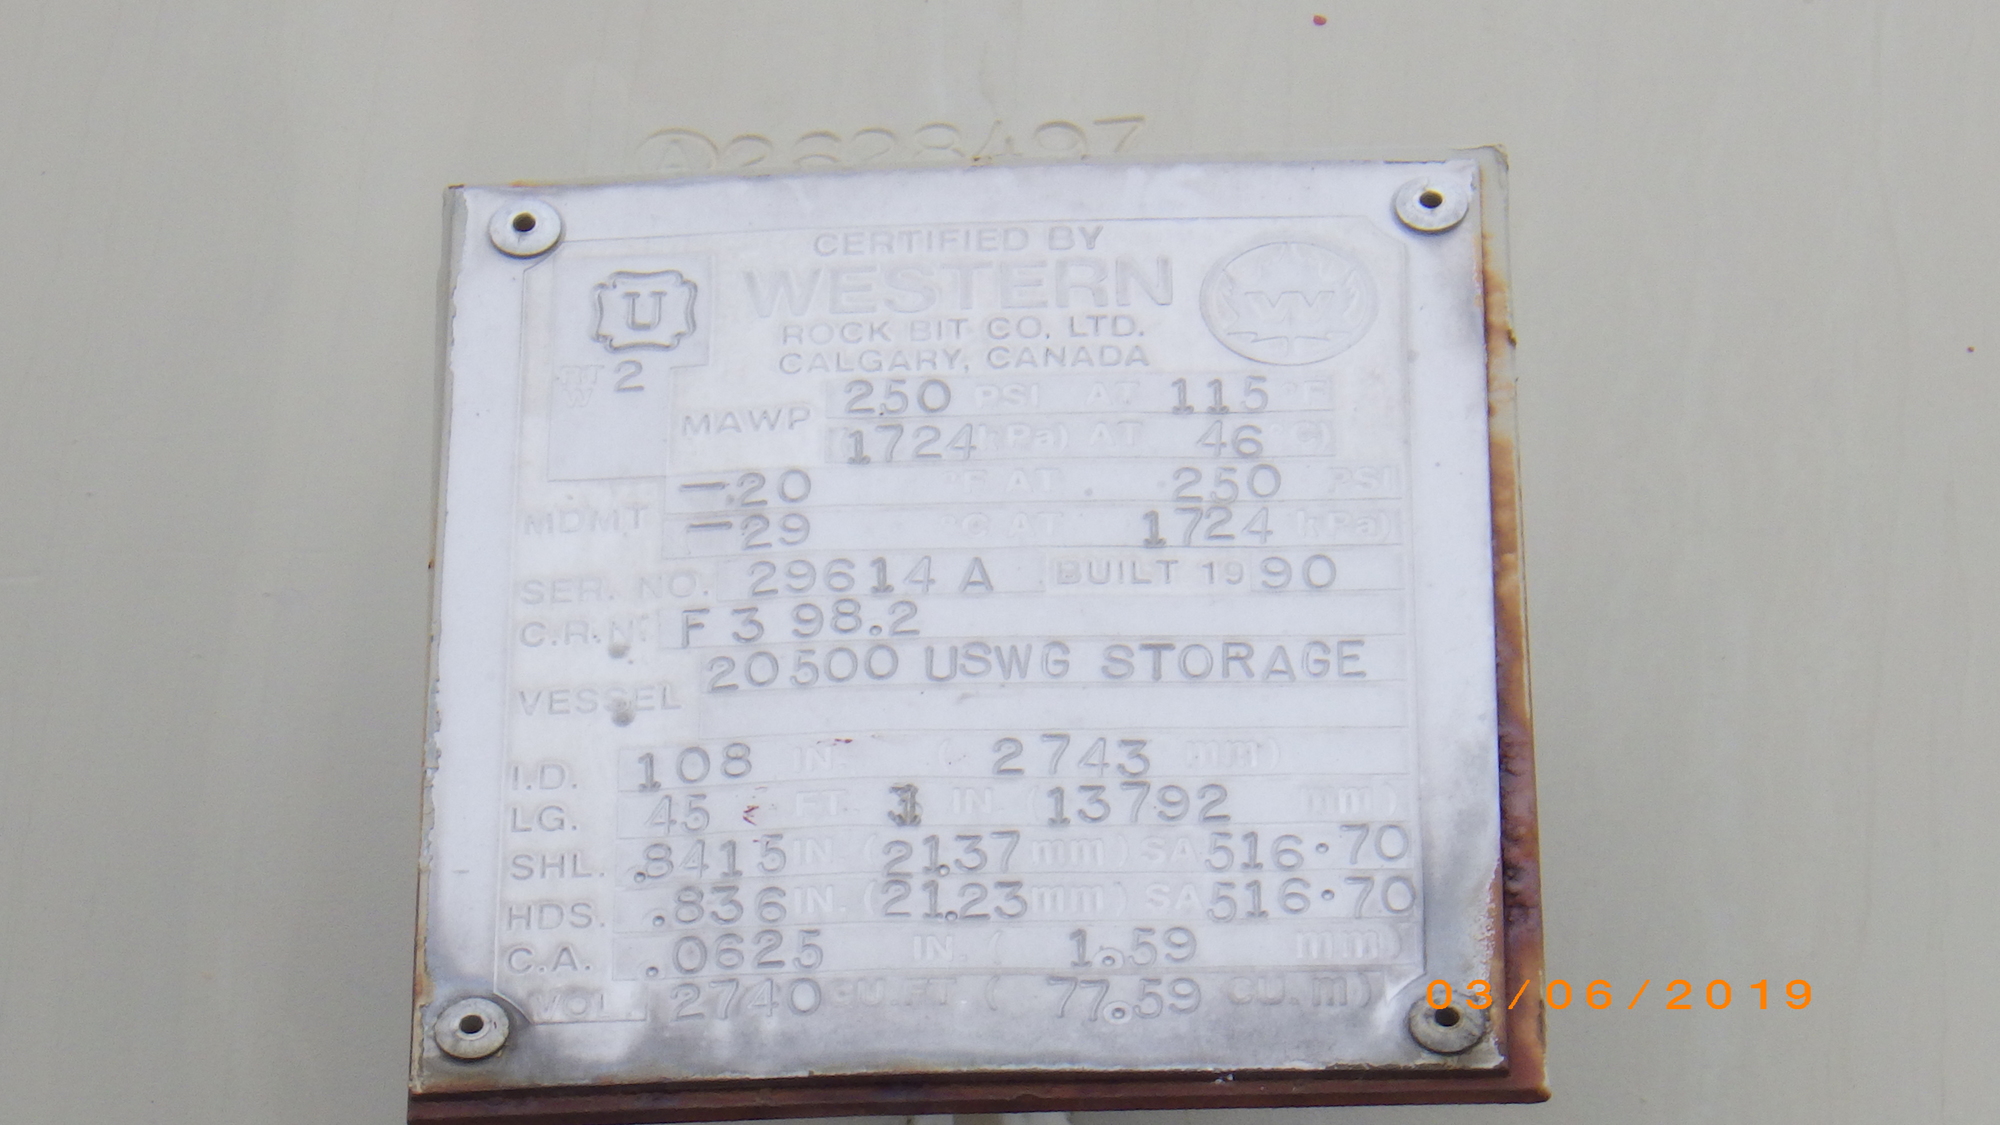 A2628497
CERTIFIED BY
WESTERN
ROCK BIT CO. LTD.
CALGARY, CANADA
U
W 2
MAWP 250 PSI AT 115 °F
(1724 kPa) AT 46 °C)
MDMT -20 °F AT 250 PSI
-29 °C AT 1724 kPa)
SER. NO. 29614 A BUILT 19 90
C.R.N. F 3 98.2
VESSEL 20500 USWG STORAGE
I.D. 108 IN. ( 2743 mm)
LG. 45 FT. IN. (13792 mm)
SHL. .8415 IN. (21.37 mm) SA 516.70
HDS. .836 IN. (21.23 mm) SA 516.70
C.A. .0625 IN. ( 1.59 mm)
VOL. 2740 CU.FT ( 77.59 CU.m)
03/06/2019